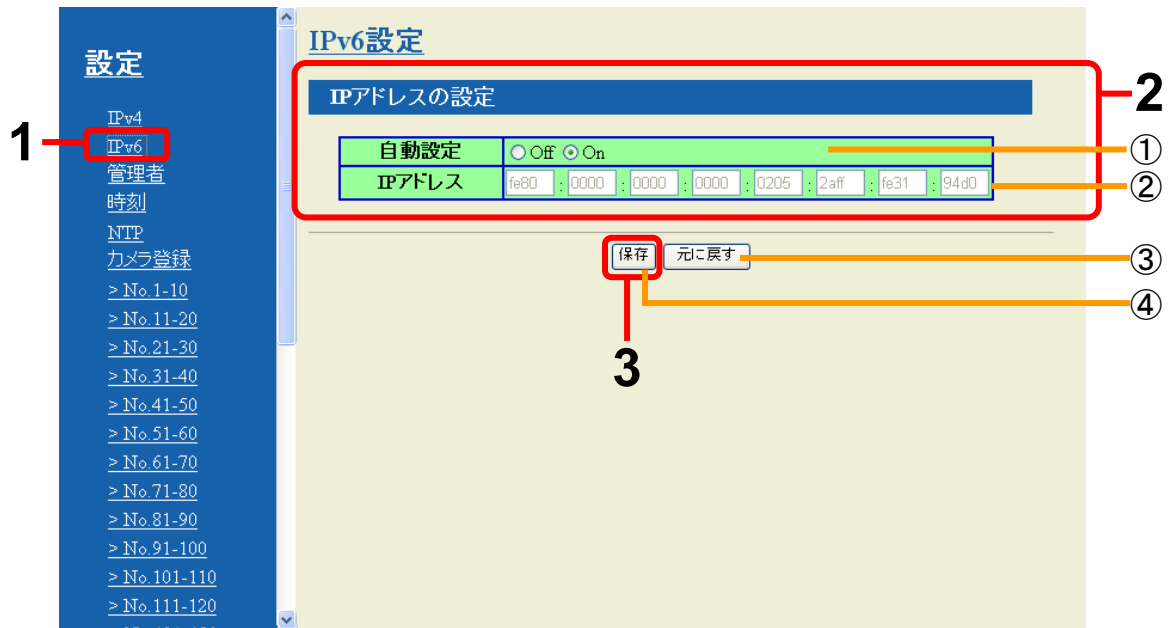 設定
IPv4
IPv6
管理者
時刻
NTP
カメラ登録
> No.1-10
> No.11-20
> No.21-30
> No.31-40
> No.41-50
> No.51-60
> No.61-70
> No.71-80
> No.81-90
> No.91-100
> No.101-110
> No.111-120
1
IPv6設定
IPアドレスの設定
2
自動設定 Off On ①
IPアドレス fe80 : 0000 : 0000 : 0000 : 0205 : 2aff : fe31 : 94d0 ②
保存 元に戻す ③
④
3